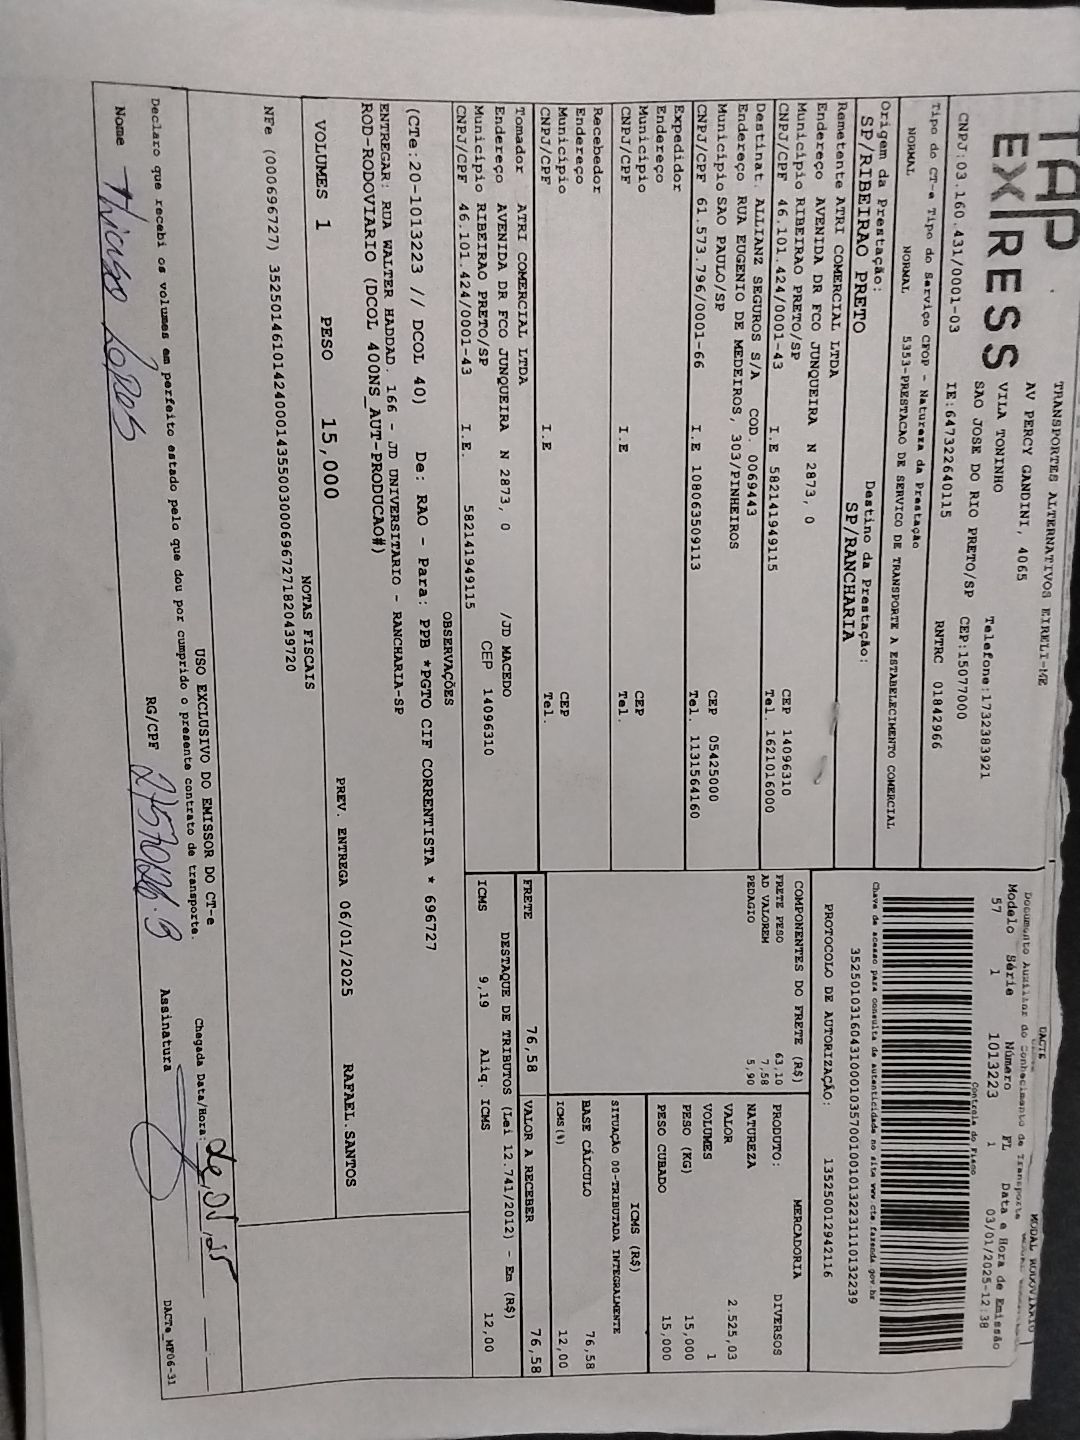 TAP
EXPRESS
TRANSPORTES ALTERNATIVOS EIRELI-ME
AV PERCY GANDINI, 4065
VILA TONINHO
SAO JOSE DO RIO PRETO/SP
Telefone:1732383921
CEP:15077000
CNPJ:03.160.431/0001-03
IE:647322640115
RNTRC 01842966
DACTE
MODAL RODOVIARIO
Documento Auxiliar do Conhecimento de Transporte
Modelo Série Número FL Data e Hora de Emissão
57 1 1013223 1 03/01/2025-12:38
Controle do Fisco
Chave de acesso para consulta de autenticidade no site www.cte.fazenda.gov.br
PROTOCOLO DE AUTORIZAÇÃO: 135250012942116
Tipo do CT-e Tipo do Serviço CFOP - Natureza da Prestação
NORMAL NORMAL 5353-PRESTACAO DE SERVICO DE TRANSPORTE A ESTABELECIMENTO COMERCIAL
Origem da Prestação: Destino da Prestação:
SP/RIBEIRAO PRETO SP/RANCHARIA
Remetente ATRI COMERCIAL LTDA
Endereço AVENIDA DR FCO JUNQUEIRA N 2873, 0
Município RIBEIRAO PRETO/SP CEP 14096310
CNPJ/CPF 46.101.424/0001-43 I.E 582141949115 Tel. 1621016000
Destinat. ALLIANZ SEGUROS S/A COD. 0069443
Endereço RUA EUGENIO DE MEDEIROS, 303/PINHEIROS
Município SAO PAULO/SP CEP 05425000
CNPJ/CPF 61.573.796/0001-66 I.E 108063509113 Tel. 1131564160
Expedidor
Endereço
Município CEP
CNPJ/CPF I.E Tel.
Recebedor
Endereço
Município CEP
CNPJ/CPF I.E Tel.
Tomador ATRI COMERCIAL LTDA
Endereço AVENIDA DR FCO JUNQUEIRA N 2873, 0 /JD MACEDO
Município RIBEIRAO PRETO/SP CEP 14096310
CNPJ/CPF 46.101.424/0001-43 I.E. 582141949115
COMPONENTES DO FRETE (R$)
FRETE PESO 63,10
AD VALOREM 7,58
PEDAGIO 5,90
MERCADORIA
PRODUTO: DIVERSOS
NATUREZA
VALOR 2.525,03
VOLUMES 1
PESO (KG) 15,000
PESO CUBADO 15,000
ICMS (R$)
SITUAÇÃO 00-TRIBUTADA INTEGRALMENTE
BASE CÁLCULO 76,58
ICMS(%) 12,00
FRETE 76,58 VALOR A RECEBER 76,58
DESTAQUE DE TRIBUTOS (Lei 12.741/2012) - Em (R$)
ICMS 9,19 Aliq. ICMS 12,00
OBSERVAÇÕES
(CTe:20-1013223 // DCOL 40) De: RAO - Para: PPB *PGTO CIF CORRENTISTA * 696727
ENTREGAR: RUA WALTER HADDAD. 166 - JD UNIVERSITARIO - RANCHARIA-SP
ROD-RODOVIARIO (DCOL 400NS_AUT-PRODUCAO#)
VOLUMES 1 PESO 15,000 PREV. ENTREGA 06/01/2025 RAFAEL.SANTOS
NOTAS FISCAIS
NFe (000696727) 35250146101424000143550030006967271820439720
USO EXCLUSIVO DO EMISSOR DO CT-e
Declaro que recebi os volumes em perfeito estado pelo que dou por cumprido o presente contrato de transporte.
Chegada Data/Hora:
Nome Thiago Lopes RG/CPF Assinatura
DACTe_MF06-31